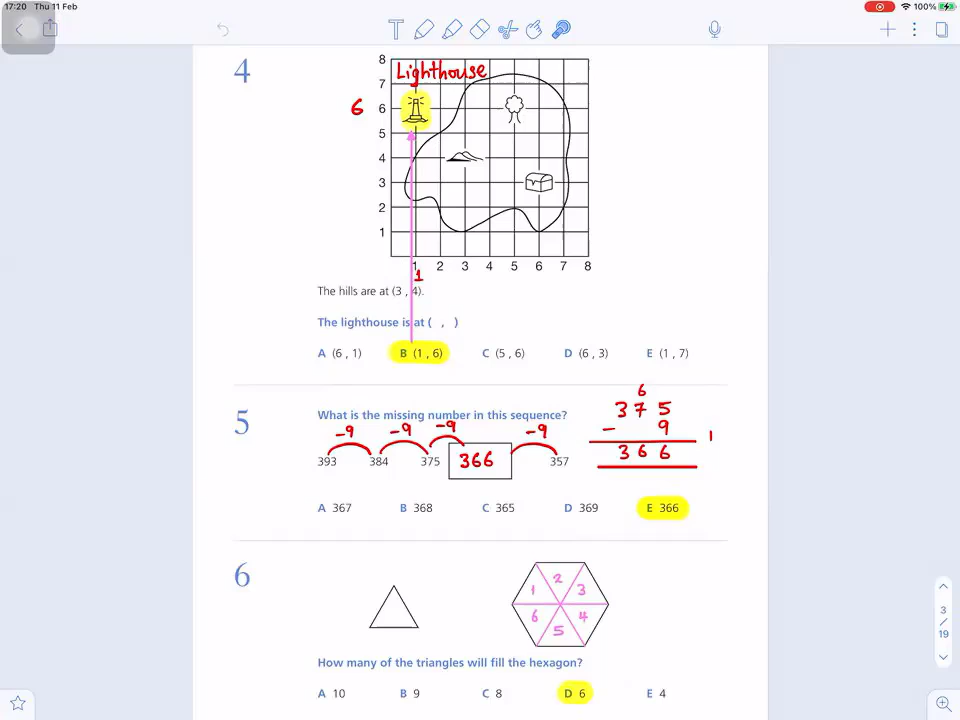 17:20 Thu 11 Feb
100%
4
8
7
6
5
4
3
2
1
Lighthouse
6
1 2 3 4 5 6 7 8
1
The hills are at (3 , 4).
The lighthouse is at ( , )
A (6 , 1) B (1 , 6) C (5 , 6) D (6 , 3) E (1 , 7)
5
What is the missing number in this sequence?
-9 -9 -9 -9
393 384 375 366 357
6
3 7 5
- 9
1
3 6 6
A 367 B 368 C 365 D 369 E 366
6
1 2 3
6 5 4
How many of the triangles will fill the hexagon?
A 10 B 9 C 8 D 6 E 4
3
/
19